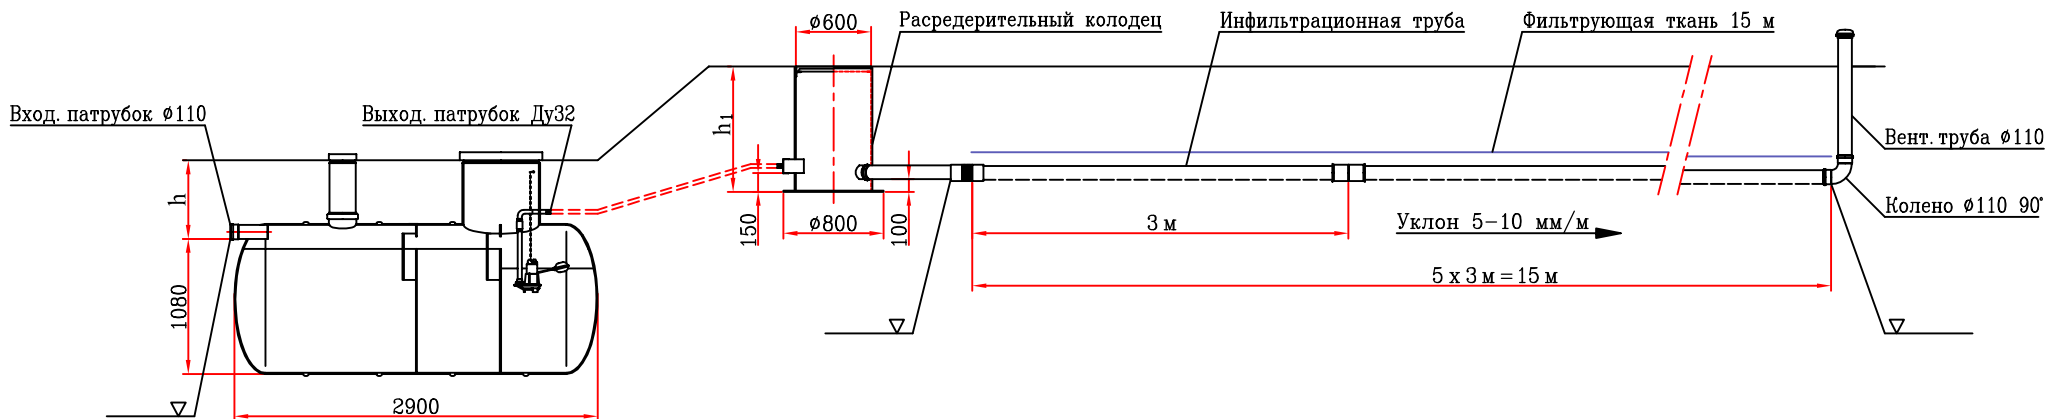 Расредерительный колодец
Инфильтрационная труба
Фильтрующая ткань 15 м
ø600
Вход. патрубок ø110
Выход. патрубок Ду32
h1
Вент. труба ø110
h
Колено ø110 90°
150
ø800
100
3 м
Уклон 5-10 мм/м
5 х 3 м = 15 м
1080
2900